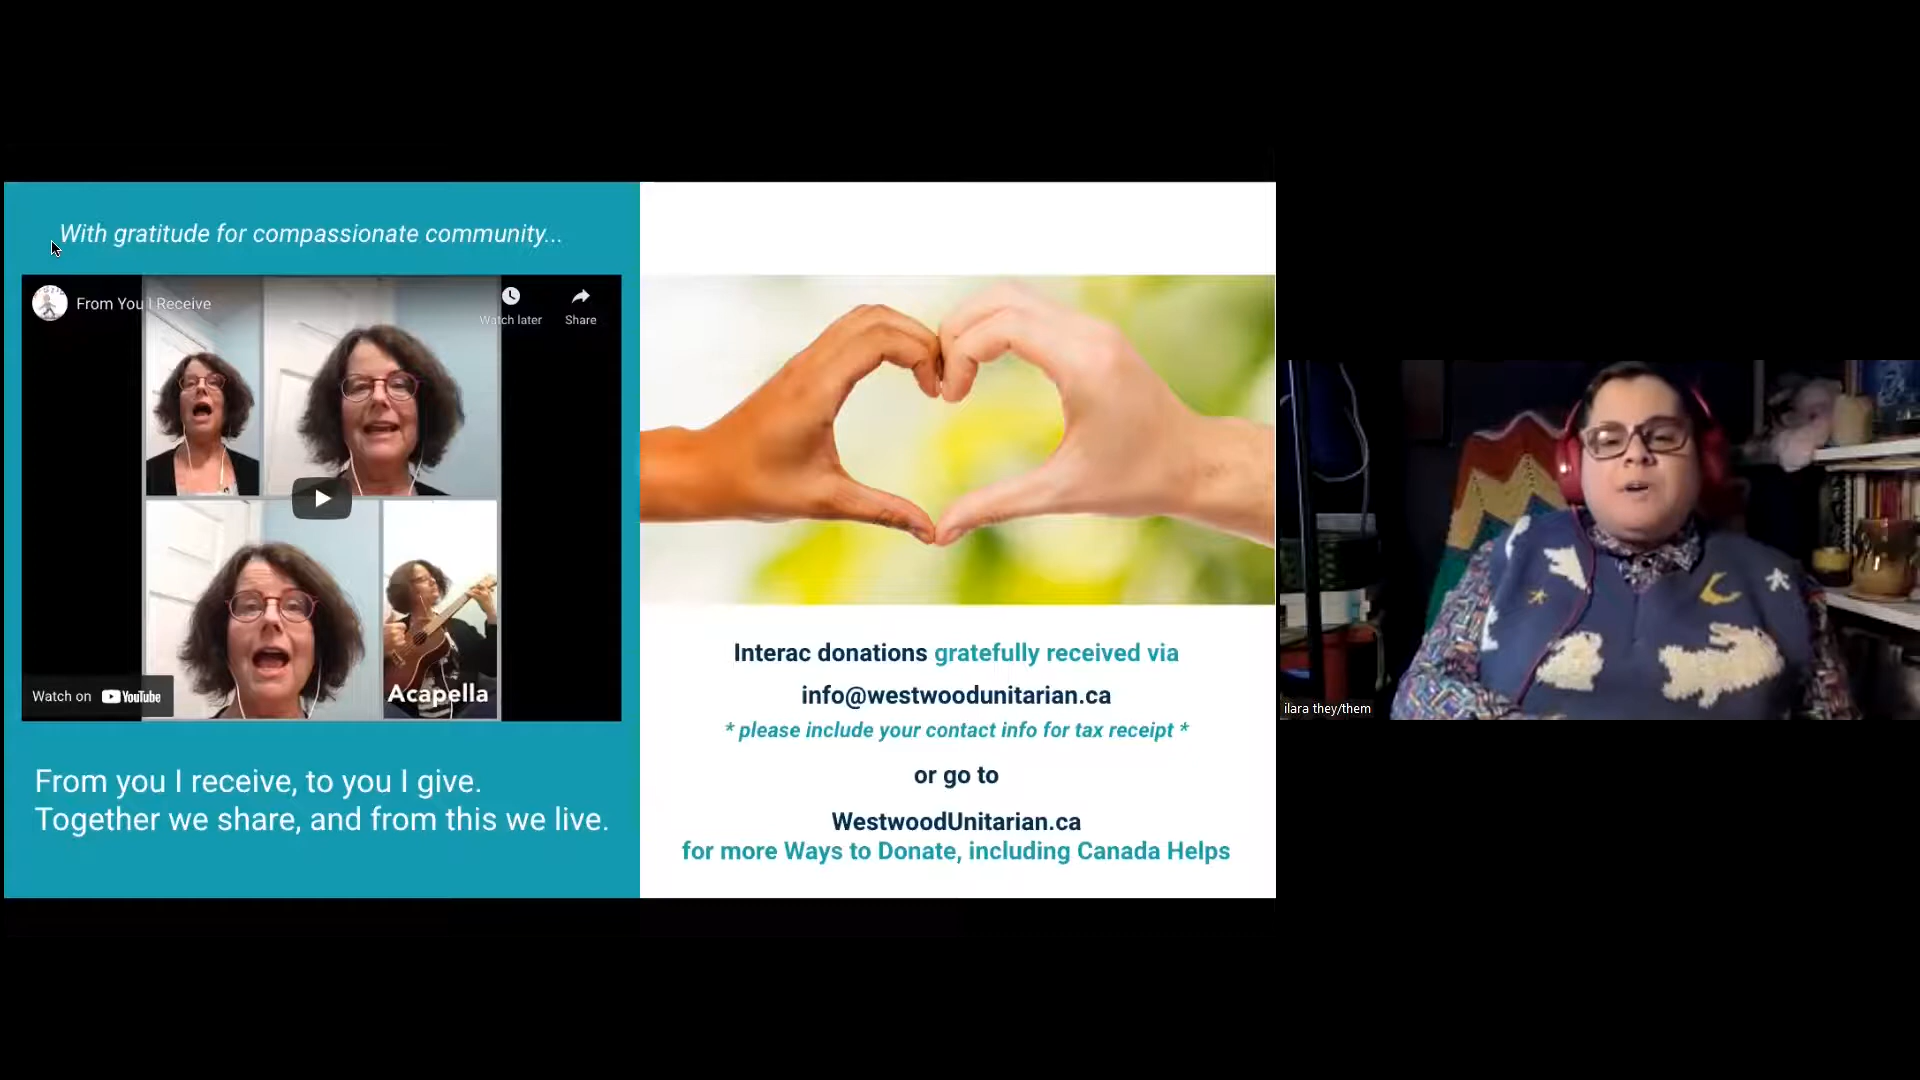 With gratitude for compassionate community...
From You I Receive
Watch later
Share
Acapella
Watch on YouTube
From you I receive, to you I give.
Together we share, and from this we live.
Interac donations gratefully received via
info@westwoodunitarian.ca
* please include your contact info for tax receipt *
or go to
WestwoodUnitarian.ca
for more Ways to Donate, including Canada Helps
ilara they/them